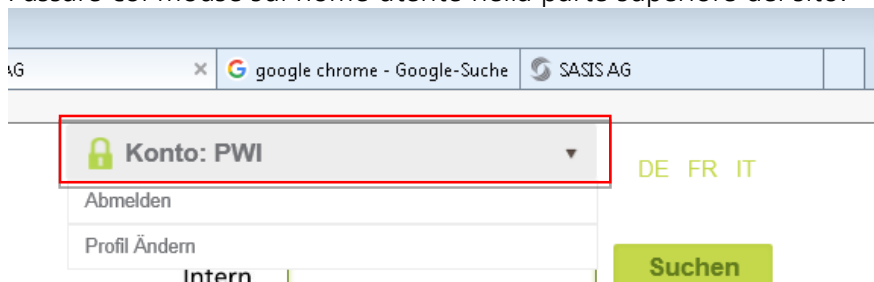 AG
google chrome - Google-Suche
SASIS AG
Konto: PWI
DE FR IT
Abmelden
Profil Ändern
Intern
Suchen